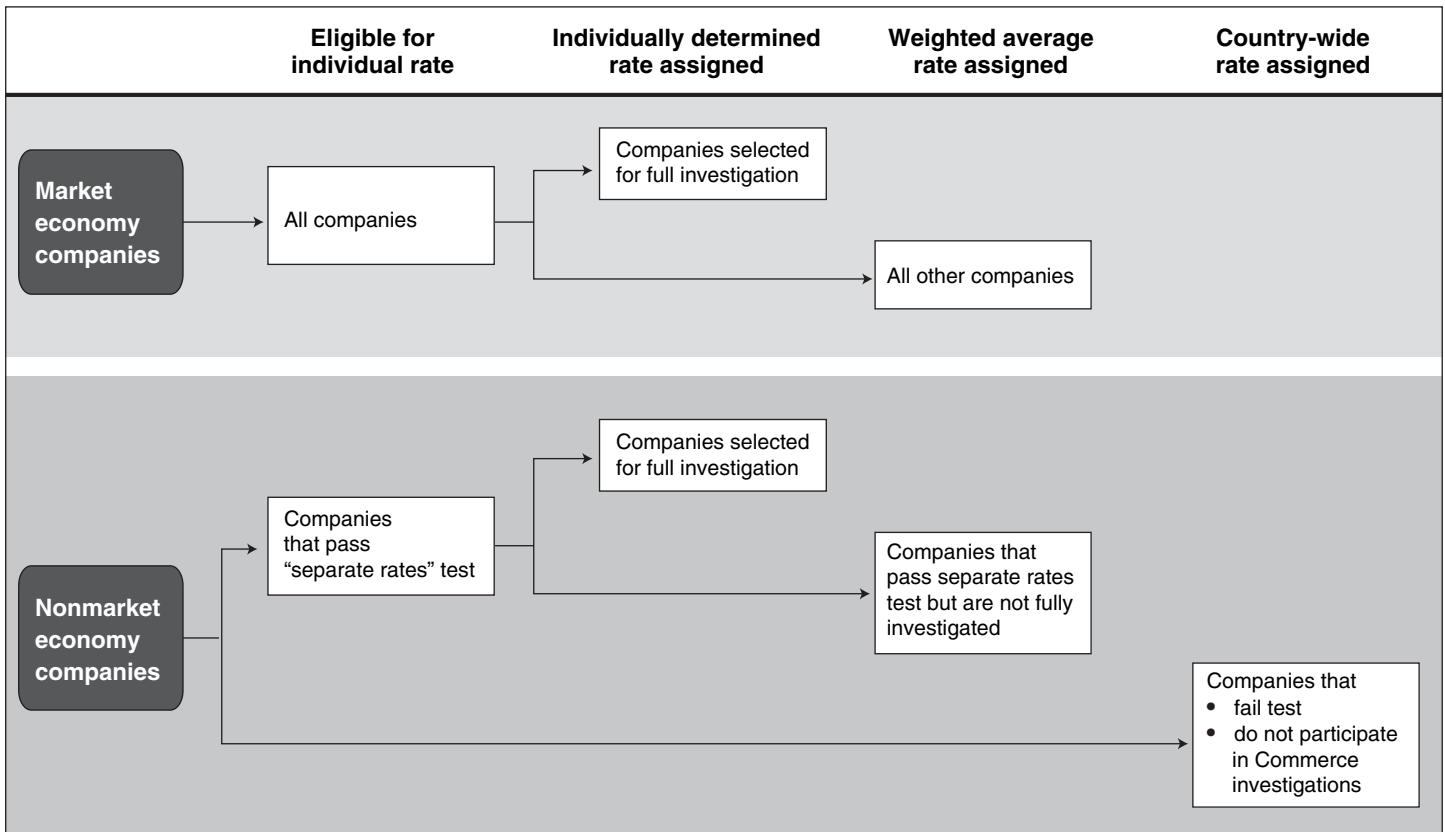 Eligible for
individual rate
Individually determined
rate assigned
Weighted average
rate assigned
Country-wide
rate assigned
Market
economy
companies
All companies
Companies selected
for full investigation
All other companies
Nonmarket
economy
companies
Companies
that pass
“separate rates” test
Companies selected
for full investigation
Companies that
pass separate rates
test but are not fully
investigated
Companies that
• fail test
• do not participate
in Commerce
investigations